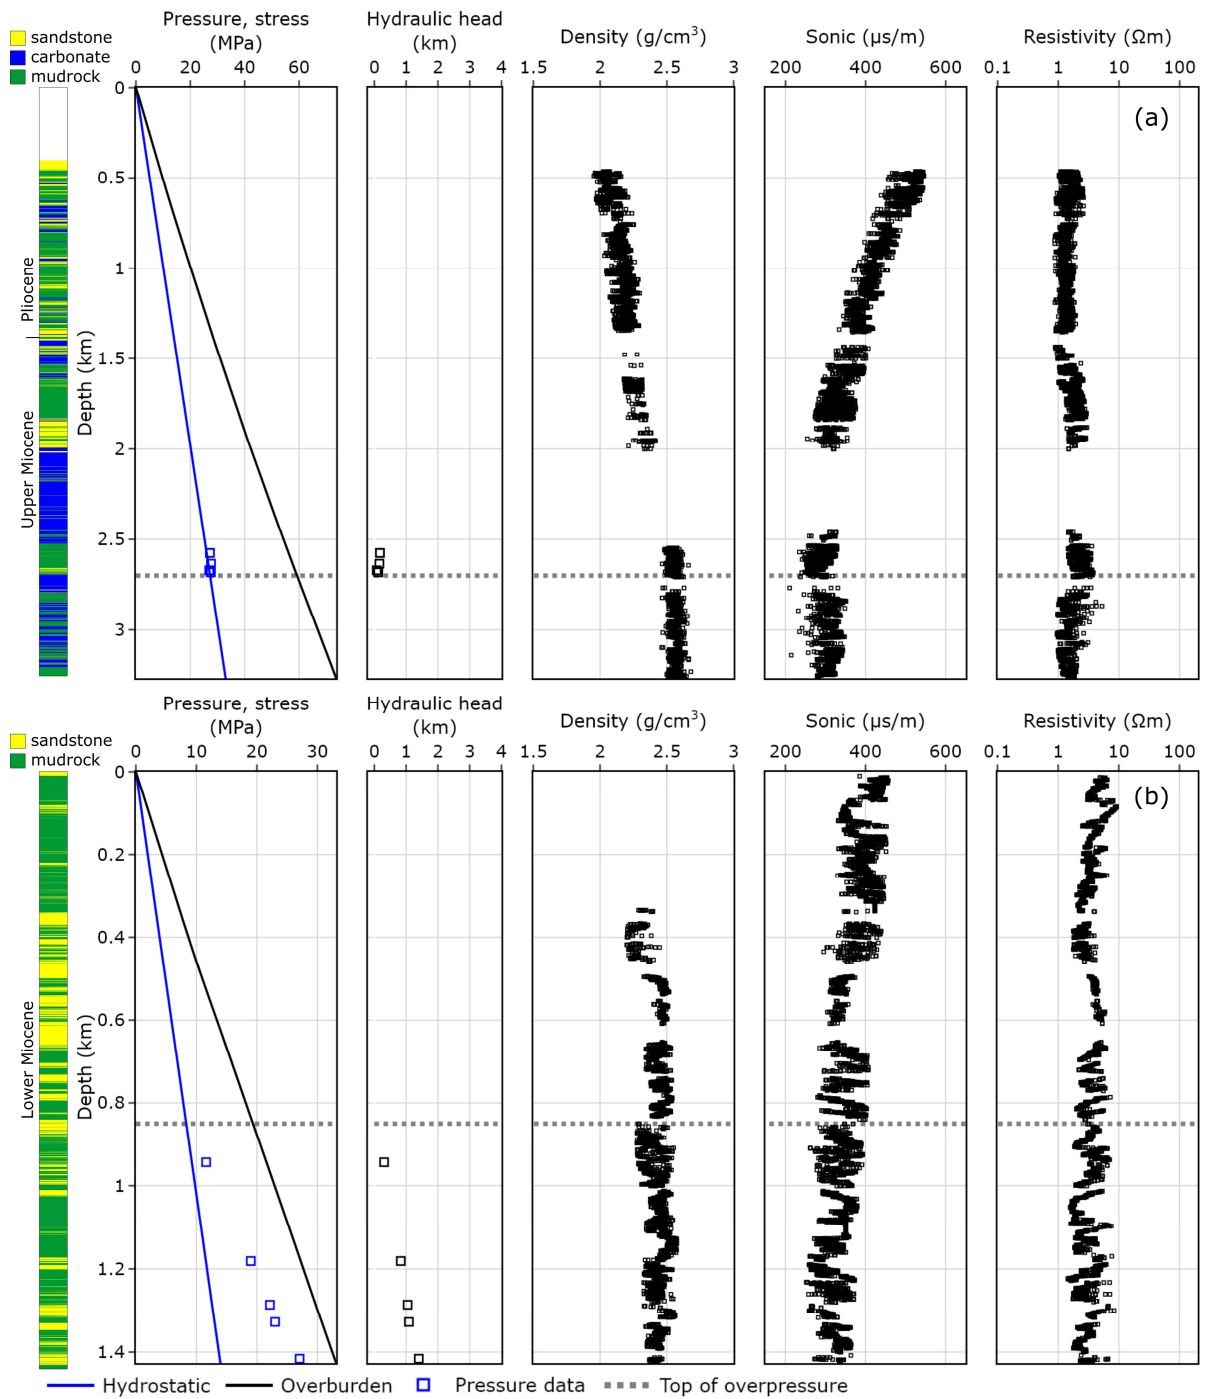 Pressure, stress (MPa)
Hydraulic head (km)
Density (g/cm³)
Sonic (μs/m)
Resistivity (Ωm)
sandstone
carbonate
mudrock
0 20 40 60
0 1 2 3 4
1.5 2 2.5 3
200 400 600
0.1 1 10 100
(a)
0
0.5
1
1.5
2
2.5
3
Depth (km)
Pliocene
Upper Miocene
Pressure, stress (MPa)
Hydraulic head (km)
Density (g/cm³)
Sonic (μs/m)
Resistivity (Ωm)
sandstone
mudrock
0 10 20 30
0 1 2 3 4
1.5 2 2.5 3
200 400 600
0.1 1 10 100
(b)
0
0.2
0.4
0.6
0.8
1
1.2
1.4
Depth (km)
Lower Miocene
Hydrostatic Overburden Pressure data Top of overpressure